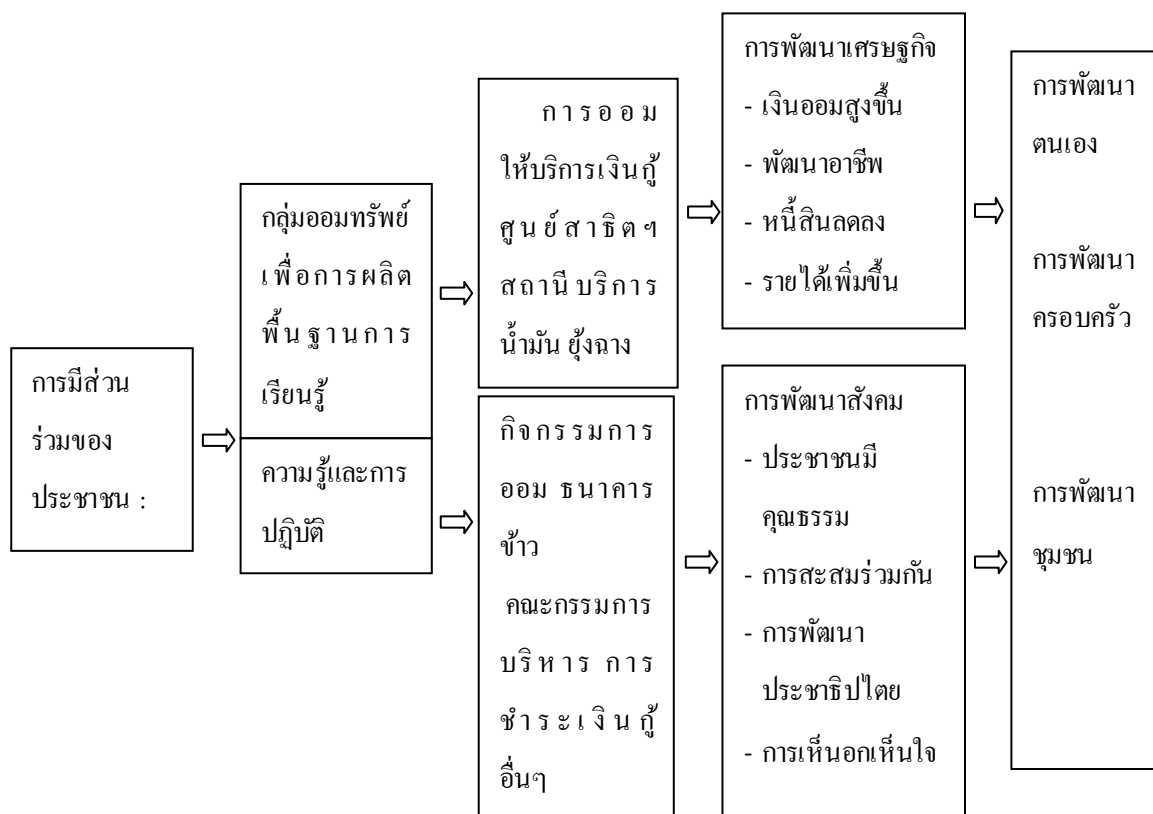 การมีส่วน
ร่วมของ
ประชาชน :
กลุ่มออมทรัพย์
เพื่อการผลิต
พื้นฐานการ
เรียนรู้
ความรู้และการ
ปฏิบัติ
การออม
ให้บริการเงินกู้
ศูนย์สาธิตฯ
สถานีบริการ
น้ำมัน ยุ้งฉาง
กิจกรรมการ
ออม ธนาคาร
ข้าว
คณะกรรมการ
บริหาร การ
ชำระเงินกู้
อื่นๆ
การพัฒนาเศรษฐกิจ
- เงินออมสูงขึ้น
- พัฒนาอาชีพ
- หนี้สินลดลง
- รายได้เพิ่มขึ้น
การพัฒนาสังคม
- ประชาชนมี
คุณธรรม
- การสะสมร่วมกัน
- การพัฒนา
ประชาธิปไตย
- การเห็นอกเห็นใจ
การพัฒนา
ตนเอง
การพัฒนา
ครอบครัว
การพัฒนา
ชุมชน